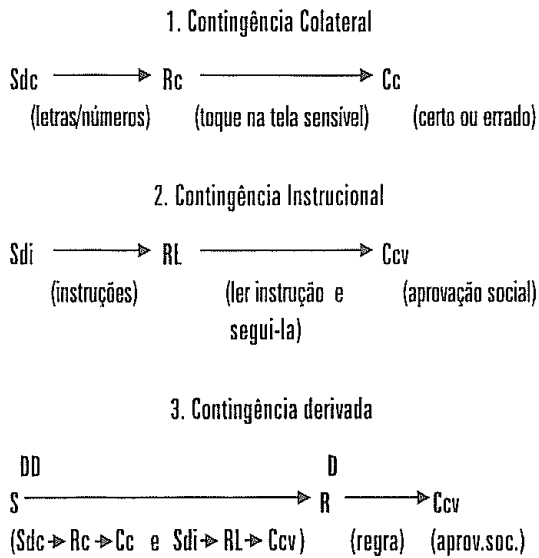 1. Contingência Colateral
Sdc → Rc → Cc
(letras/números) (toque na tela sensível) (certo ou errado)
2. Contingência Instrucional
Sdi → RL → Ccv
(instruções) (ler instrução e (aprovação social)
segui-la)
3. Contingência derivada
DD D
S → R → Ccv
(Sdc → Rc → Cc e Sdi → RL → Ccv) (regra) (aprov.soc.)